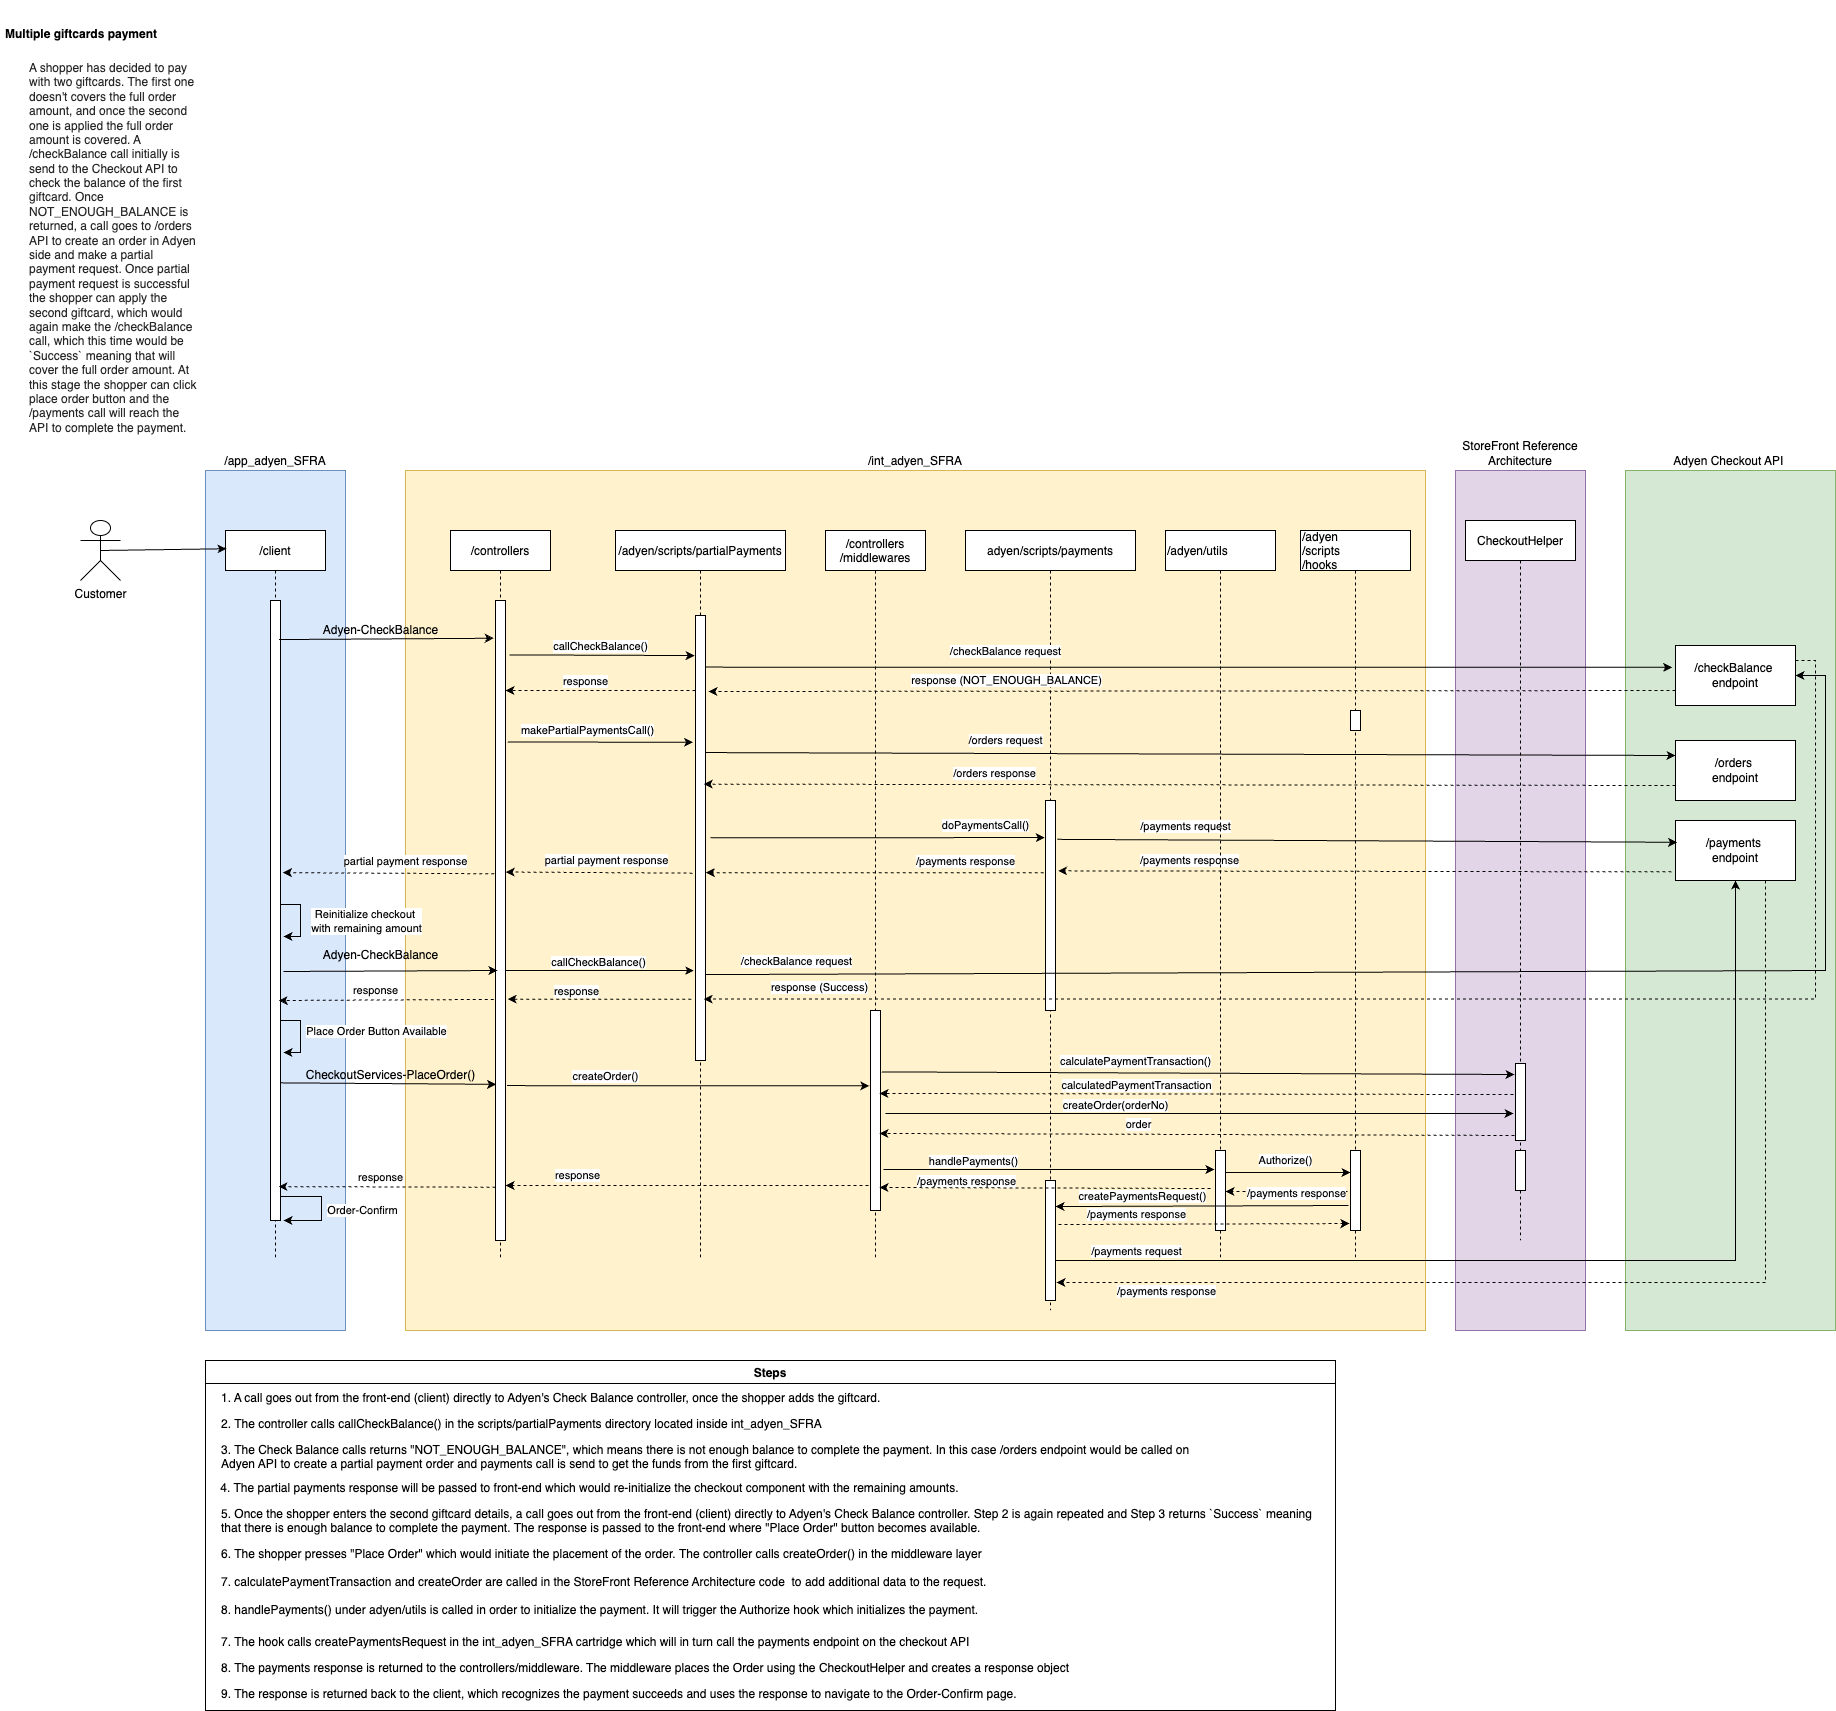 Multiple giftcards payment
A shopper has decided to pay
with two giftcards. The first one
doesn't covers the full order
amount, and once the second
one is applied the full order
amount is covered. A
/checkBalance call initially is
send to the Checkout API to
check the balance of the first
giftcard. Once
NOT_ENOUGH_BALANCE is
returned, a call goes to /orders
API to create an order in Adyen
side and make a partial
payment request. Once partial
payment request is successful
the shopper can apply the
second giftcard, which would
again make the /checkBalance
call, which this time would be
`Success` meaning that will
cover the full order amount. At
this stage the shopper can click
place order button and the
/payments call will reach the
API to complete the payment.
/app_adyen_SFRA
/int_adyen_SFRA
StoreFront Reference
Architecture
Adyen Checkout API
Customer
/client
/controllers
/adyen/scripts/partialPayments
/controllers
/middlewares
adyen/scripts/payments
/adyen/utils
/adyen
/scripts
/hooks
CheckoutHelper
Adyen-CheckBalance
callCheckBalance()
/checkBalance request
/checkBalance
endpoint
response
response (NOT_ENOUGH_BALANCE)
makePartialPaymentsCall()
/orders request
/orders
endpoint
/orders response
doPaymentsCall()
/payments request
/payments
endpoint
partial payment response
partial payment response
/payments response
/payments response
Reinitialize checkout
with remaining amount
Adyen-CheckBalance
callCheckBalance()
/checkBalance request
response
response
response (Success)
Place Order Button Available
CheckoutServices-PlaceOrder()
createOrder()
calculatePaymentTransaction()
calculatedPaymentTransaction
createOrder(orderNo)
order
handlePayments()
Authorize()
response
response
/payments response
/payments response
createPaymentsRequest()
Order-Confirm
/payments response
/payments request
/payments response
Steps
1. A call goes out from the front-end (client) directly to Adyen's Check Balance controller, once the shopper adds the giftcard.
2. The controller calls callCheckBalance() in the scripts/partialPayments directory located inside int_adyen_SFRA
3. The Check Balance calls returns "NOT_ENOUGH_BALANCE", which means there is not enough balance to complete the payment. In this case /orders endpoint would be called on
Adyen API to create a partial payment order and payments call is send to get the funds from the first giftcard.
4. The partial payments response will be passed to front-end which would re-initialize the checkout component with the remaining amounts.
5. Once the shopper enters the second giftcard details, a call goes out from the front-end (client) directly to Adyen's Check Balance controller. Step 2 is again repeated and Step 3 returns `Success` meaning
that there is enough balance to complete the payment. The response is passed to the front-end where "Place Order" button becomes available.
6. The shopper presses "Place Order" which would initiate the placement of the order. The controller calls createOrder() in the middleware layer
7. calculatePaymentTransaction and createOrder are called in the StoreFront Reference Architecture code  to add additional data to the request.
8. handlePayments() under adyen/utils is called in order to initialize the payment. It will trigger the Authorize hook which initializes the payment.
7. The hook calls createPaymentsRequest in the int_adyen_SFRA cartridge which will in turn call the payments endpoint on the checkout API
8. The payments response is returned to the controllers/middleware. The middleware places the Order using the CheckoutHelper and creates a response object
9. The response is returned back to the client, which recognizes the payment succeeds and uses the response to navigate to the Order-Confirm page.